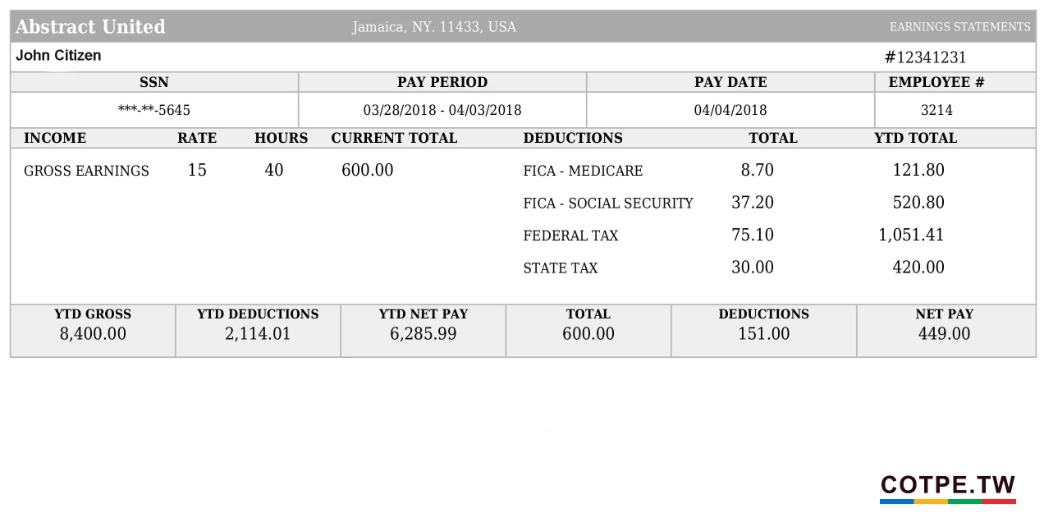 Abstract United Jamaica, NY. 11433, USA EARNINGS STATEMENTS
John Citizen #12341231
SSN PAY PERIOD PAY DATE EMPLOYEE #
***-**-5645 03/28/2018 - 04/03/2018 04/04/2018 3214
INCOME RATE HOURS CURRENT TOTAL DEDUCTIONS TOTAL YTD TOTAL
GROSS EARNINGS 15 40 600.00 FICA - MEDICARE 8.70 121.80
FICA - SOCIAL SECURITY 37.20 520.80
FEDERAL TAX 75.10 1,051.41
STATE TAX 30.00 420.00
YTD GROSS YTD DEDUCTIONS YTD NET PAY TOTAL DEDUCTIONS NET PAY
8,400.00 2,114.01 6,285.99 600.00 151.00 449.00
COTPE.TW